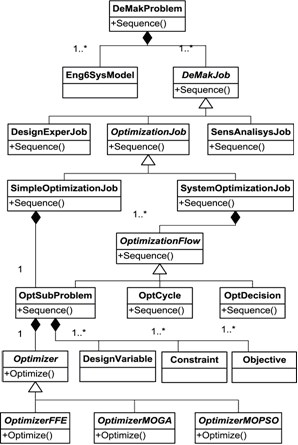 DeMakProblem
+Sequence()
1..* 1..*
Eng6SysModel DeMakJob
+Sequence()
DesignExperJob OptimizationJob SensAnalisysJob
+Sequence() +Sequence() +Sequence()
SimpleOptimizationJob SystemOptimizationJob
+Sequence() +Sequence()
1..*
OptimizationFlow
+Sequence()
1
OptSubProblem OptCycle OptDecision
+Sequence() +Sequence() +Sequence()
1 1..* 1..* 1..*
Optimizer DesignVariable Constraint Objective
+Optimize()
OptimizerFFE OptimizerMOGA OptimizerMOPSO
+Optimize() +Optimize() +Optimize()